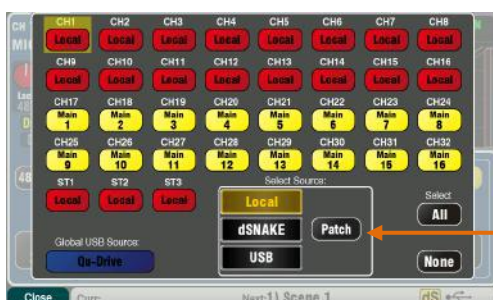 CH1 CH2 CH3 CH4 CH5 CH6 CH7 CH8
Local Local Local Local Local Local Local Local
CH9 CH10 CH11 CH12 CH13 CH14 CH15 CH16
Local Local Local Local Local Local Local Local
CH17 CH18 CH19 CH20 CH21 CH22 CH23 CH24
Main Main Main Main Main Main Main Main
1 2 3 4 5 6 7 8
CH25 CH26 CH27 CH28 CH29 CH30 CH31 CH32
Main Main Main Main Main Main Main Main
9 10 11 12 13 14 15 16
ST1 ST2 ST3 Select Source:
Local Local Local
Local
dSNAKE Patch
USB
Select
All
None
Global USB Source:
Qu-Drive
Close Curr: Next:1) Scene 1 dS